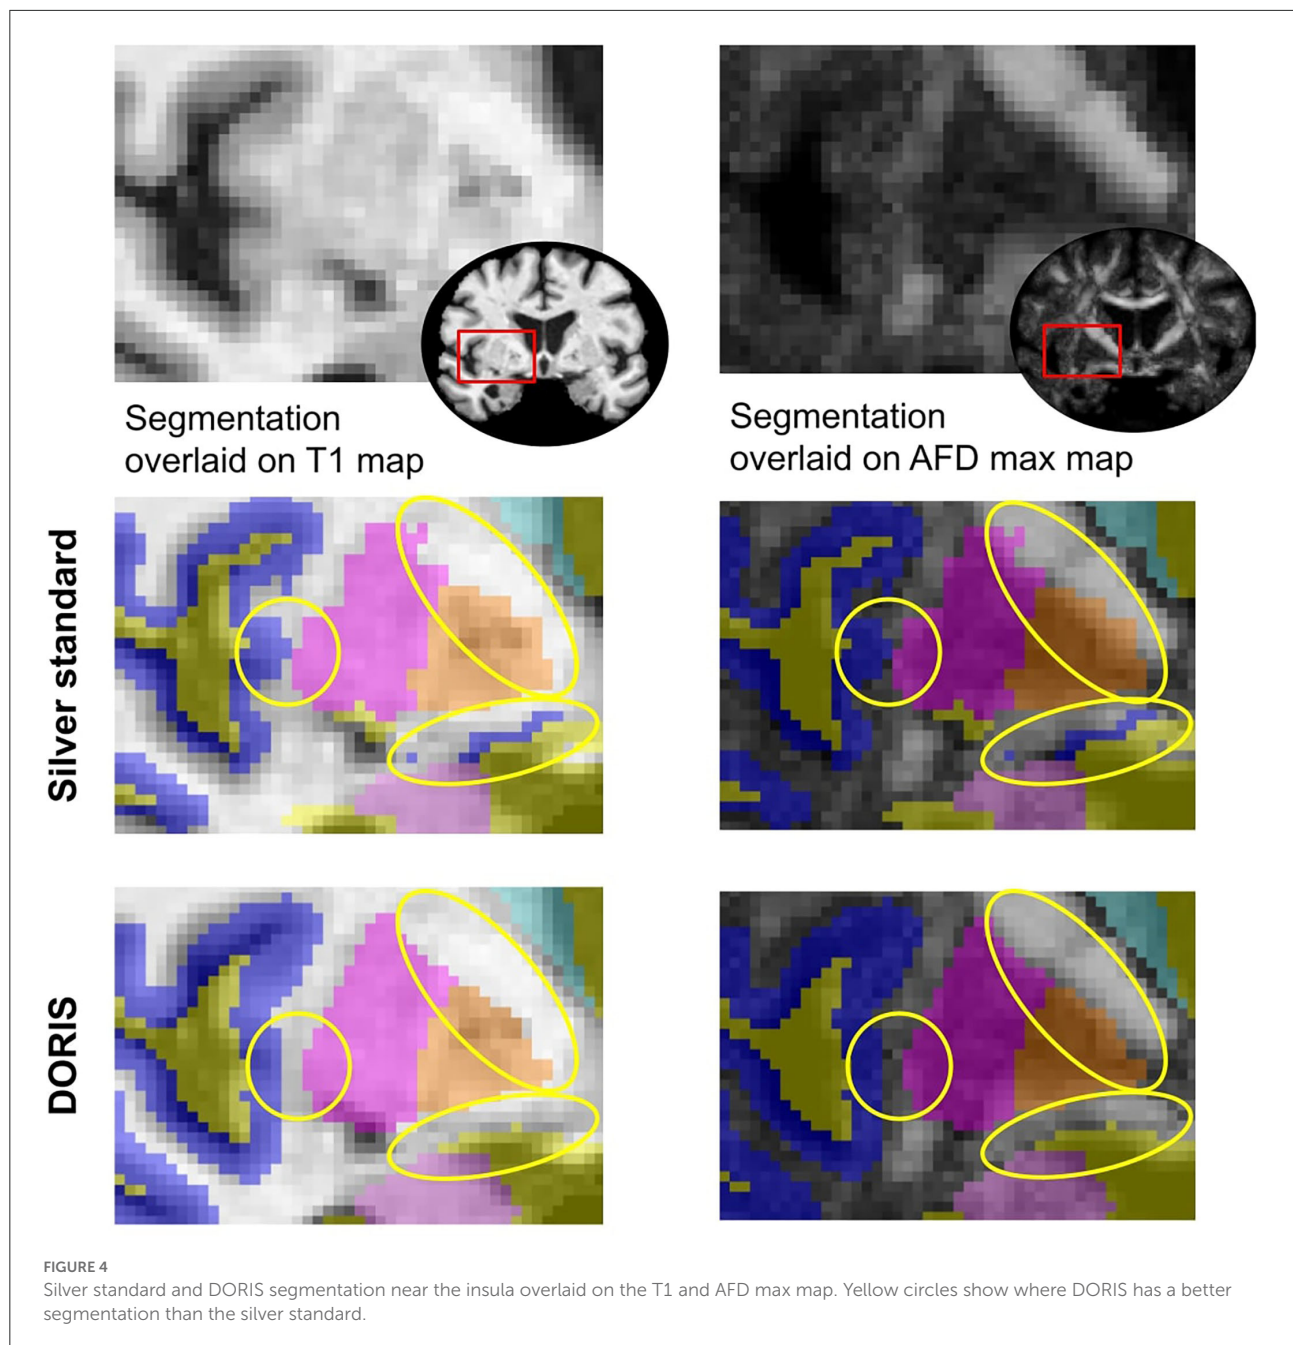 Segmentation
overlaid on T1 map
Segmentation
overlaid on AFD max map
Silver standard
DORIS
FIGURE 4
Silver standard and DORIS segmentation near the insula overlaid on the T1 and AFD max map. Yellow circles show where DORIS has a better
segmentation than the silver standard.